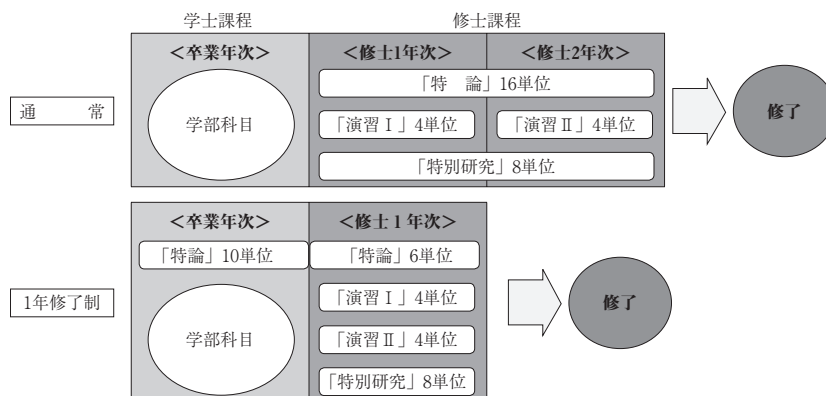 学士課程　修士課程
＜卒業年次＞　＜修士1年次＞　＜修士2年次＞
「特　論」16単位
通　　　常　学部科目　「演習Ⅰ」4単位　「演習Ⅱ」4単位　修了
「特別研究」8単位
＜卒業年次＞　＜修士１年次＞
「特論」10単位　「特論」6単位
1年修了制　学部科目　「演習Ⅰ」4単位　修了
「演習Ⅱ」4単位
「特別研究」8単位